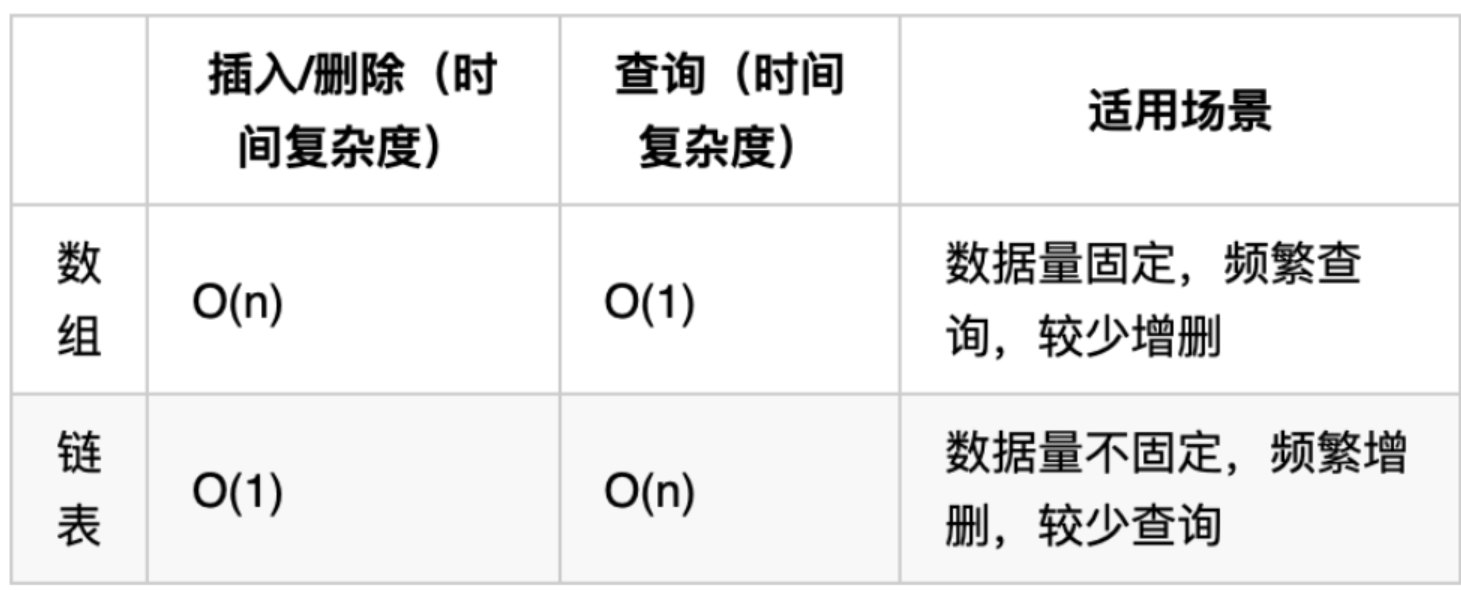 插入/删除（时
间复杂度）
查询（时间
复杂度）
适用场景
数
组
O(n)
O(1)
数据量固定，频繁查
询，较少增删
链
表
O(1)
O(n)
数据量不固定，频繁增
删，较少查询